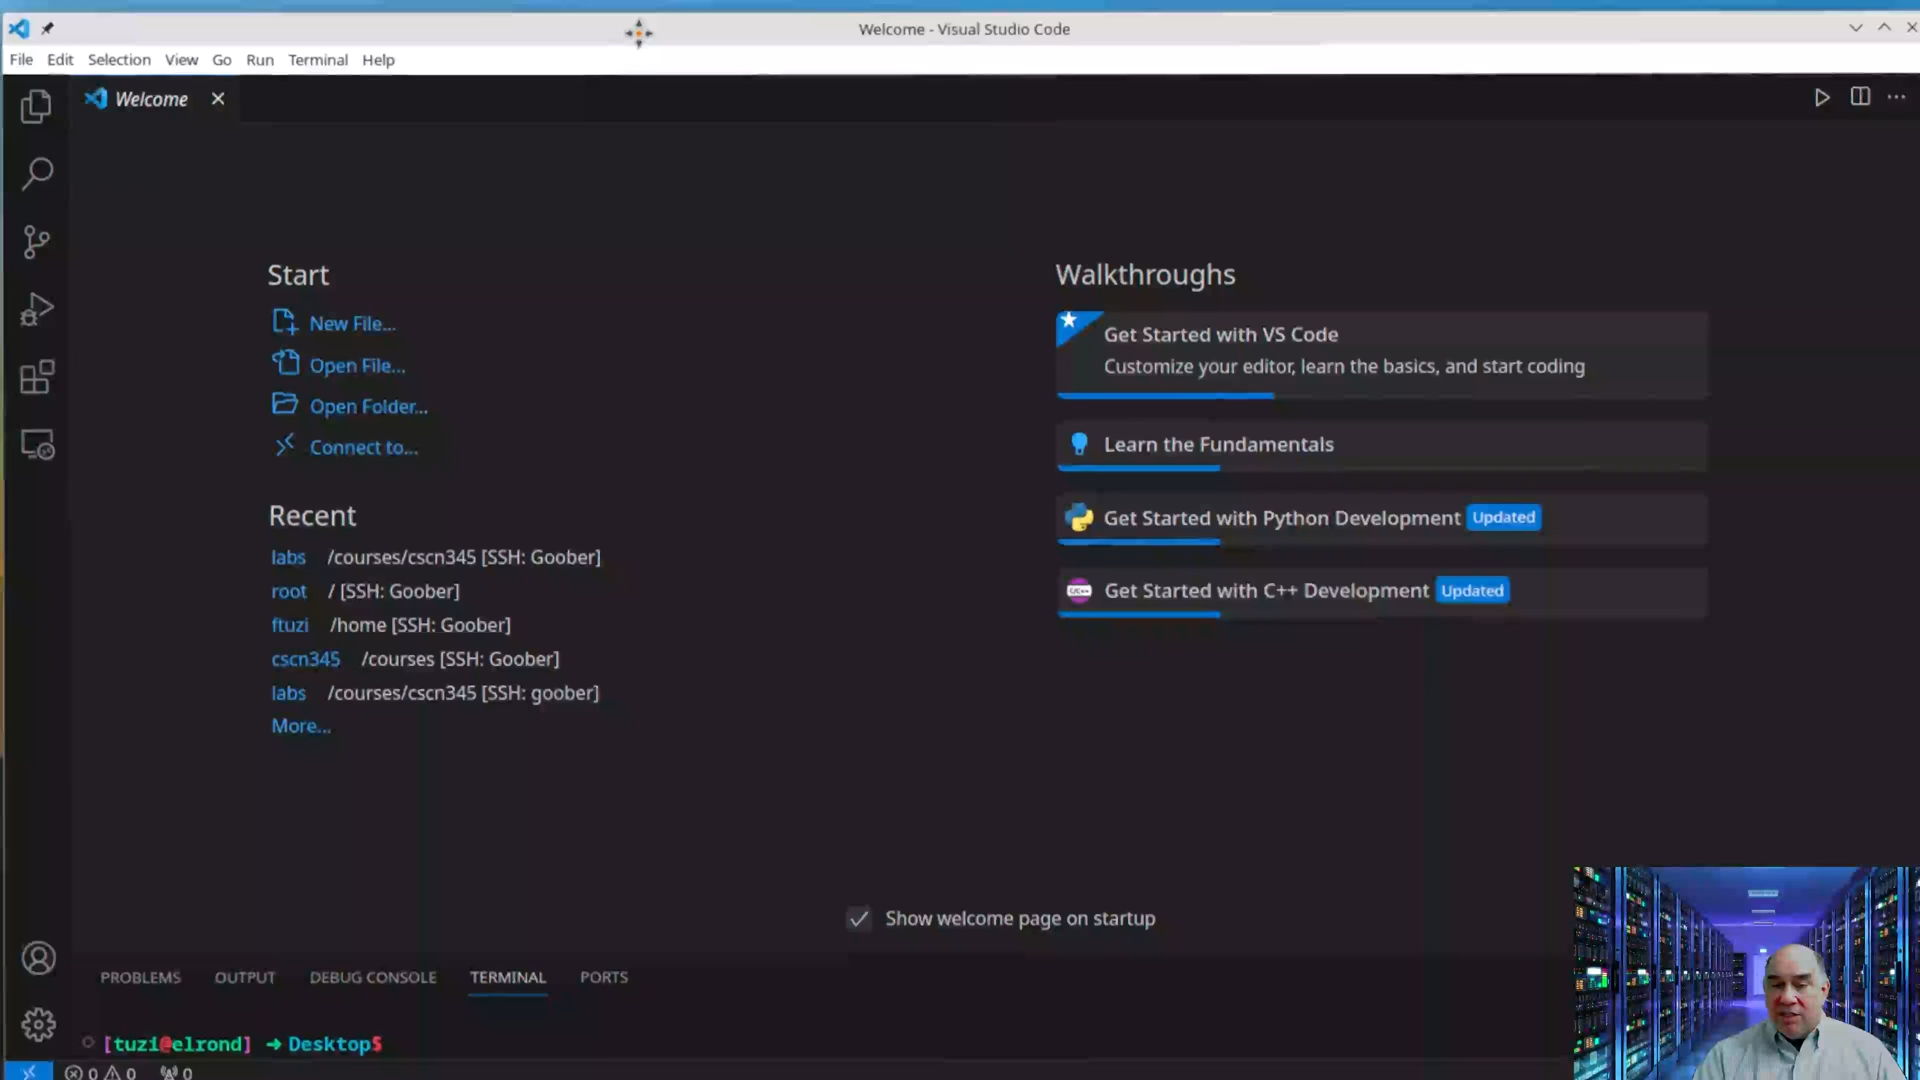 Welcome - Visual Studio Code
File Edit Selection View Go Run Terminal Help
Welcome
Start
New File...
Open File...
Open Folder...
Connect to...
Recent
labs /courses/cscn345 [SSH: Goober]
root / [SSH: Goober]
ftuzi /home [SSH: Goober]
cscn345 /courses [SSH: Goober]
labs /courses/cscn345 [SSH: goober]
More...
Walkthroughs
Get Started with VS Code
Customize your editor, learn the basics, and start coding
Learn the Fundamentals
Get Started with Python Development Updated
Get Started with C++ Development Updated
Show welcome page on startup
PROBLEMS OUTPUT DEBUG CONSOLE TERMINAL PORTS
[tuzi@elrond] ➜ Desktop$
0 0 0